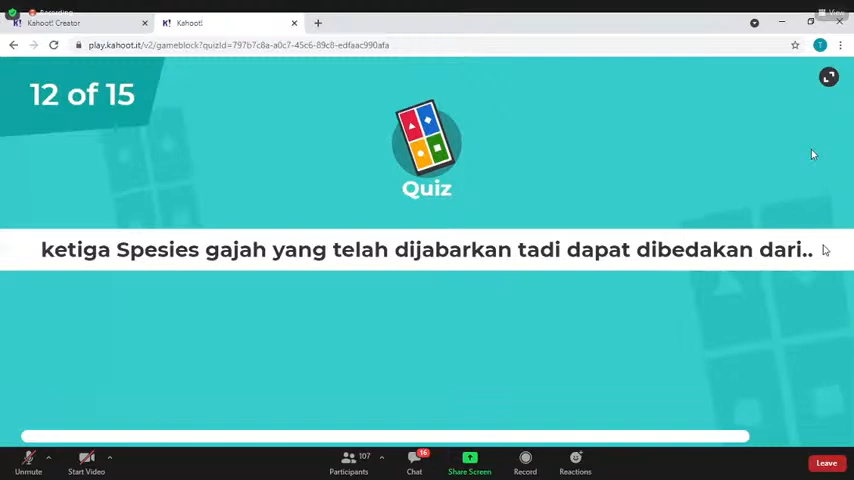 Recording...
View
K! Kahoot! Creator
K! Kahoot!
play.kahoot.it/v2/gameblock?quizId=797b7c8a-a0c7-45c6-89c8-edfaac990afa
T
12 of 15
Quiz
ketiga Spesies gajah yang telah dijabarkan tadi dapat dibedakan dari..
107
16
Unmute
Start Video
Participants
Chat
Share Screen
Record
Reactions
Leave